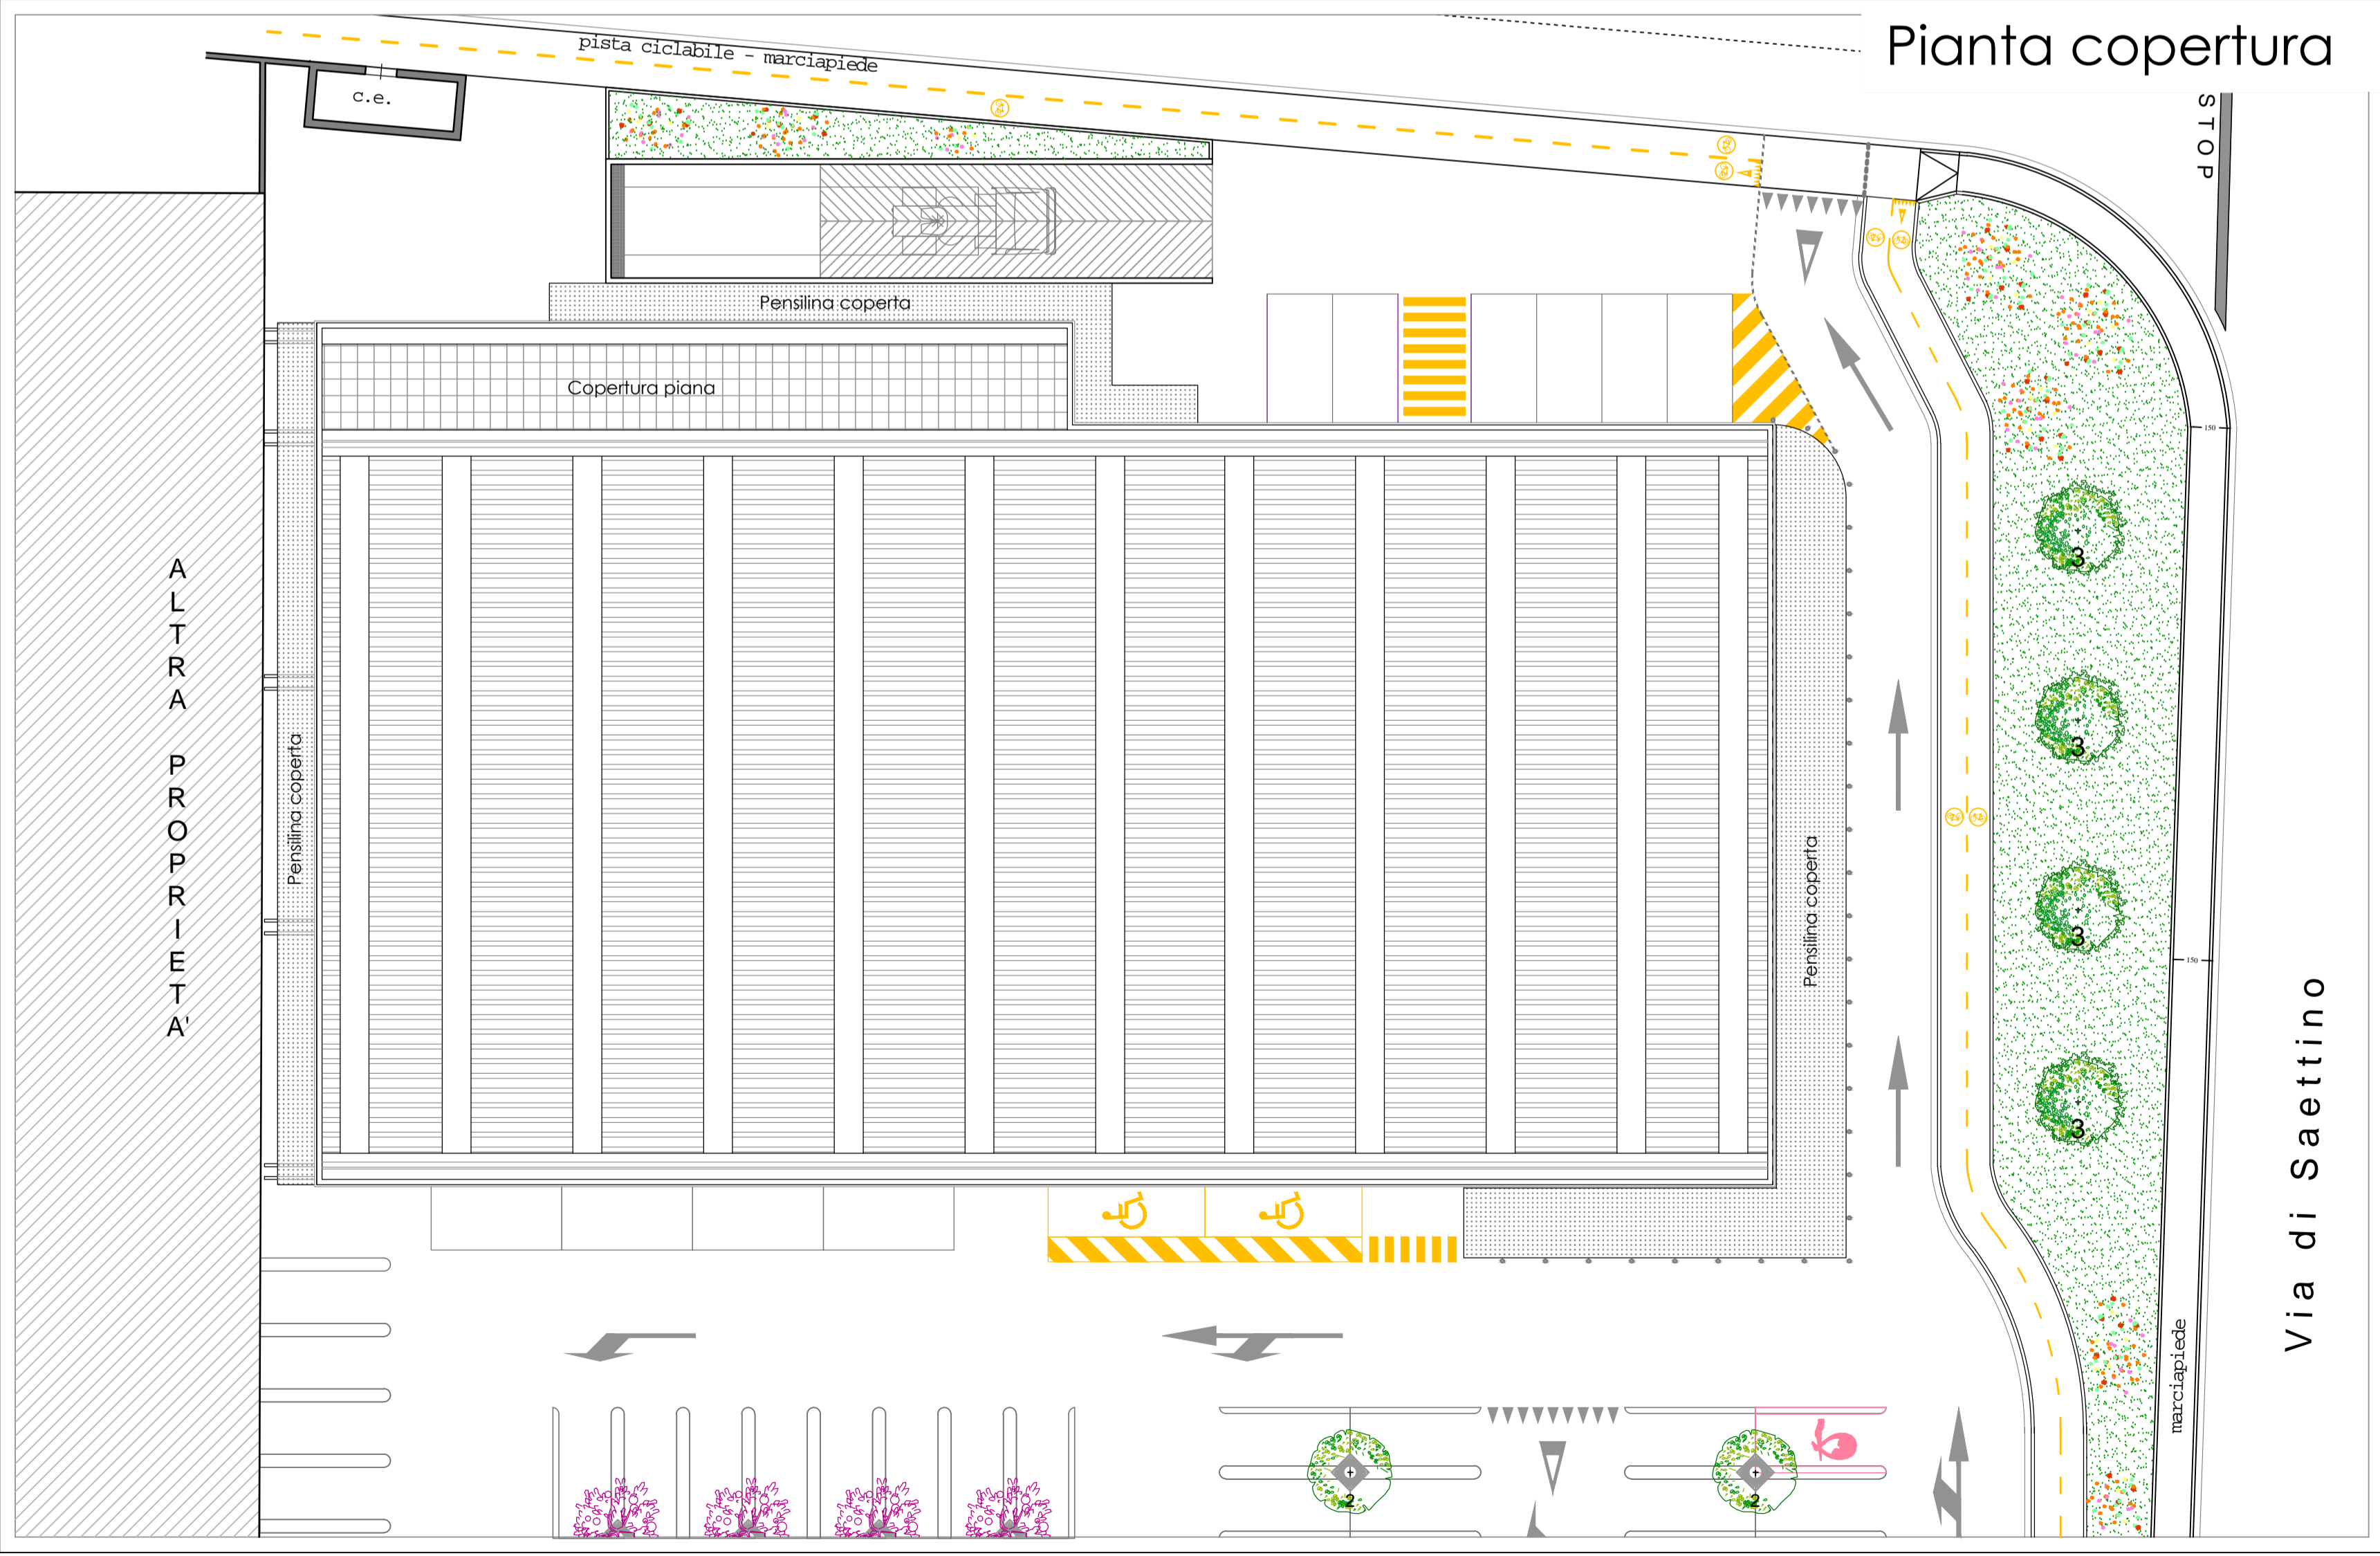 Pianta copertura
pista ciclabile - marciapiede
c.e.
STOP
Pensilina coperta
Copertura piana
150
3
3
3
3
ALTRA PROPRIETA'
Pensilina coperta
Pensilina coperta
150
Via di Saettino
marciapiede
2
2